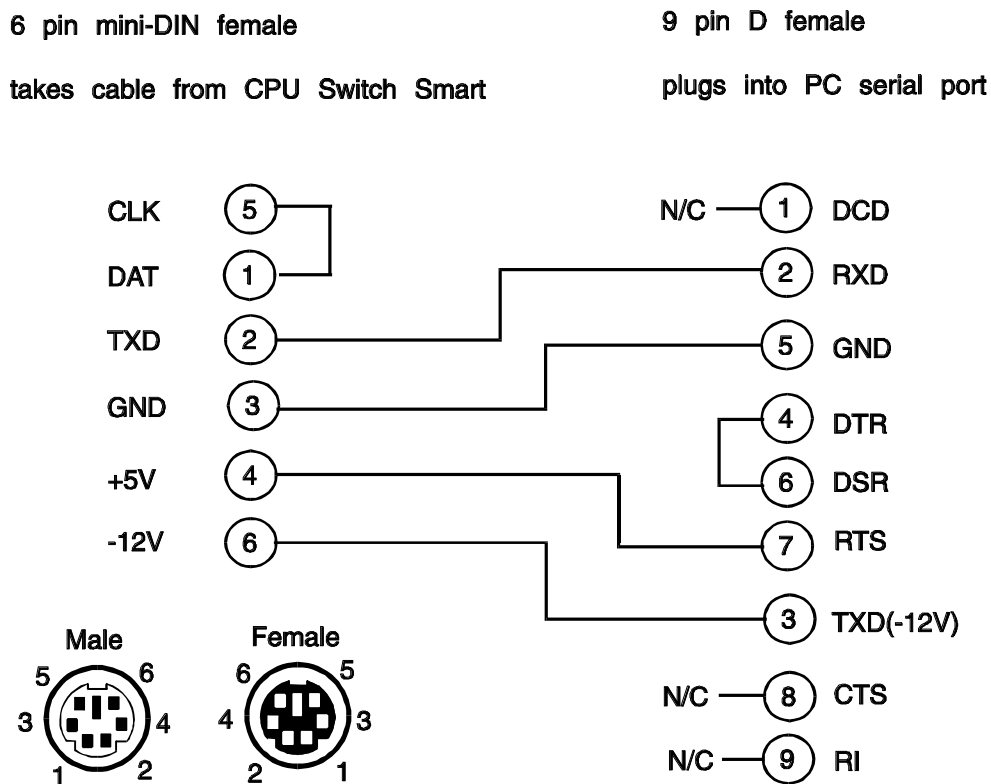 6 pin mini-DIN female
9 pin D female
takes cable from CPU Switch Smart
plugs into PC serial port
CLK 5
N/C 1 DCD
DAT 1
2 RXD
TXD 2
5 GND
GND 3
4 DTR
+5V 4
6 DSR
-12V 6
7 RTS
3 TXD(-12V)
Male
Female
5 6
6 5
N/C 8 CTS
3 4
4 3
1 2
2 1
N/C 9 RI